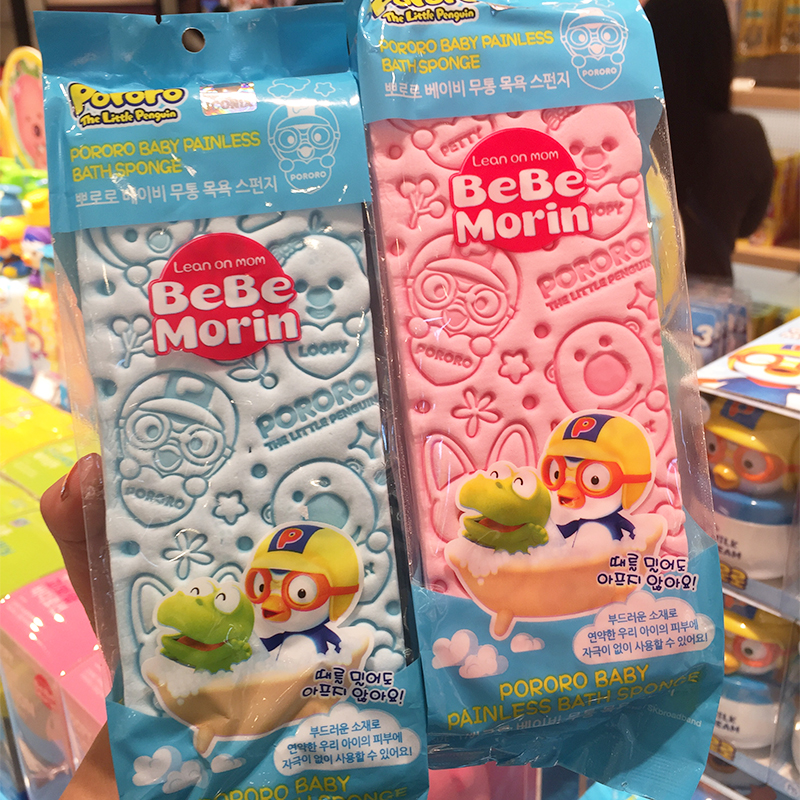 Pororo
The Little Penguin
ICONIX
PORORO BABY PAINLESS
BATH SPONGE
뽀로로 베이비 무통 목욕 스펀지
PORORO
Lean on mom
BeBe
Morin
LOOPY
PORORO
THE LITTLE PENGUIN
PORORO
P
때를 밀어도
아프지 않아요!
부드러운 소재로
연약한 우리 아이의 피부에
자극이 없이 사용할 수 있어요!
PORORO BABY
Pororo
The Little Penguin
PORORO BABY PAINLESS
BATH SPONGE
뽀로로 베이비 무통 목욕 스펀지
PORORO
PETTY
Lean on mom
BeBe
Morin
LOOPY
PORORO
THE LITTLE PENGUIN
PORORO
P
때를 밀어도
아프지 않아요!
부드러운 소재로
연약한 우리 아이의 피부에
자극이 없이 사용할 수 있어요!
PORORO BABY
PAINLESS BATH SPONGE
3